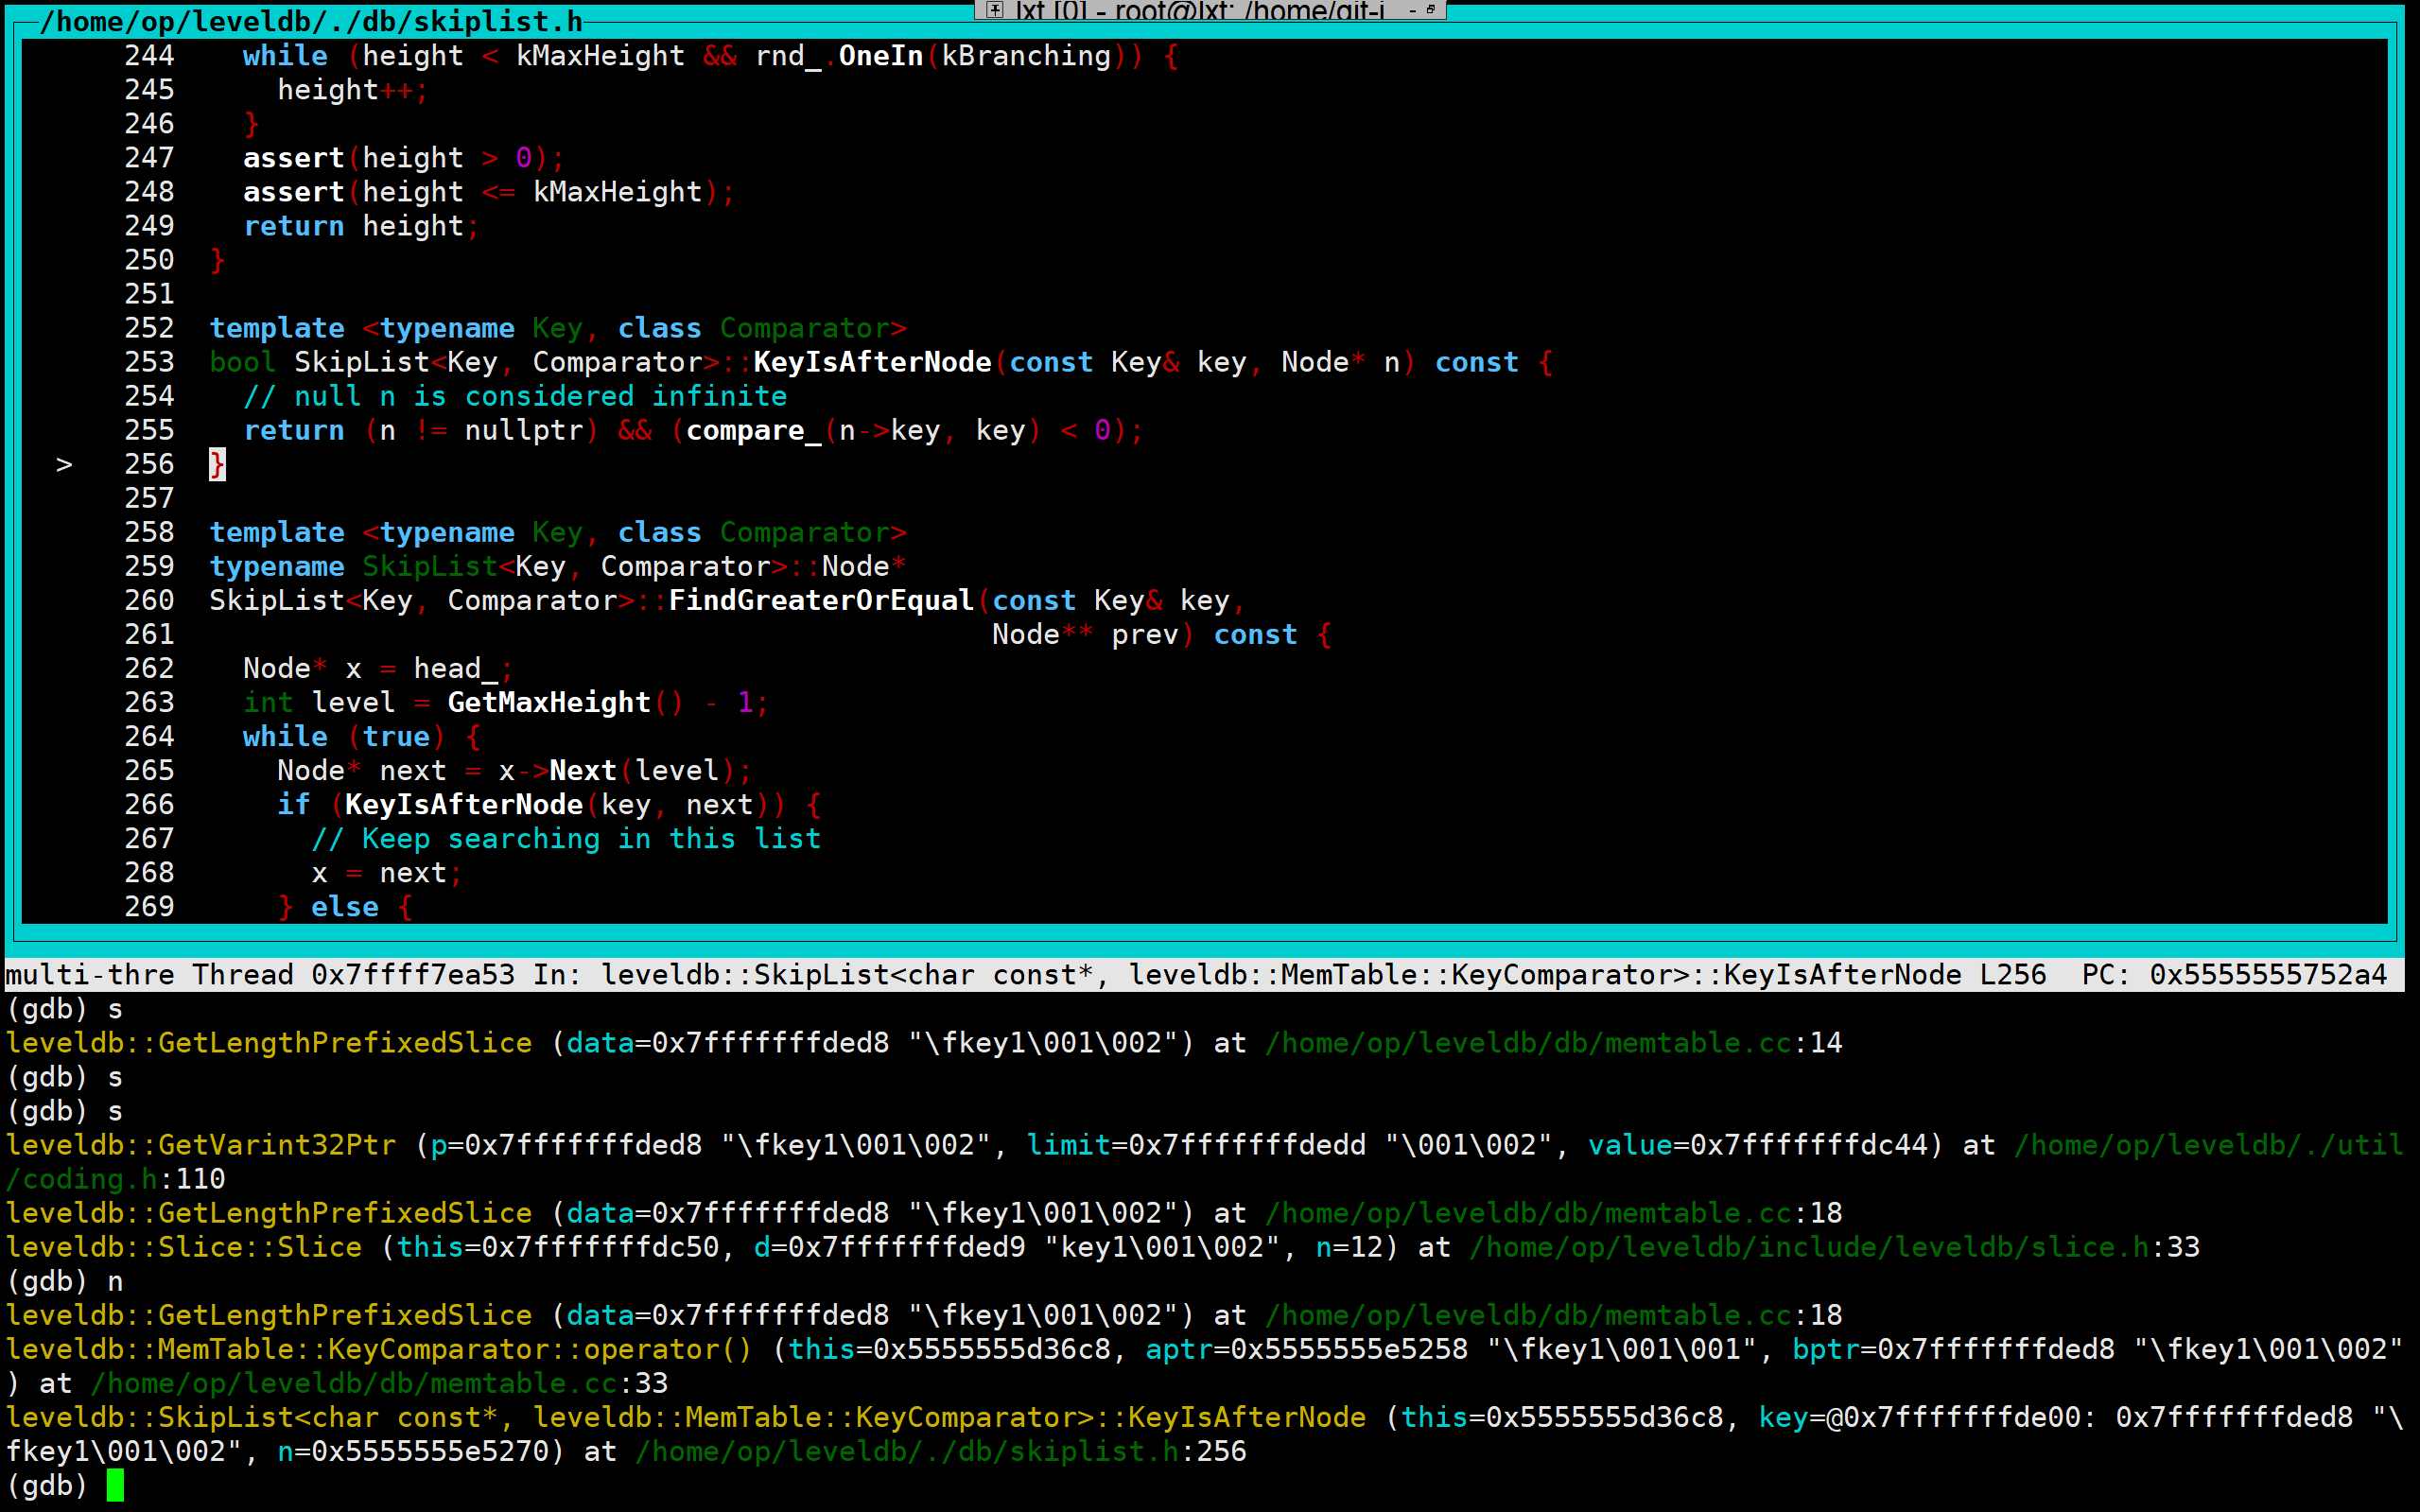 lxt [0] - root@lxt: /home/git-i
/home/op/leveldb/./db/skiplist.h
244    while (height < kMaxHeight && rnd_.OneIn(kBranching)) {
245      height++;
246    }
247    assert(height > 0);
248    assert(height <= kMaxHeight);
249    return height;
250  }
251
252  template <typename Key, class Comparator>
253  bool SkipList<Key, Comparator>::KeyIsAfterNode(const Key& key, Node* n) const {
254    // null n is considered infinite
255    return (n != nullptr) && (compare_(n->key, key) < 0);
>   256  }
257
258  template <typename Key, class Comparator>
259  typename SkipList<Key, Comparator>::Node*
260  SkipList<Key, Comparator>::FindGreaterOrEqual(const Key& key,
261                                                Node** prev) const {
262    Node* x = head_;
263    int level = GetMaxHeight() - 1;
264    while (true) {
265      Node* next = x->Next(level);
266      if (KeyIsAfterNode(key, next)) {
267        // Keep searching in this list
268        x = next;
269      } else {
multi-thre Thread 0x7ffff7ea53 In: leveldb::SkipList<char const*, leveldb::MemTable::KeyComparator>::KeyIsAfterNode L256  PC: 0x5555555752a4
(gdb) s
leveldb::GetLengthPrefixedSlice (data=0x7fffffffded8 "\fkey1\001\002") at /home/op/leveldb/db/memtable.cc:14
(gdb) s
(gdb) s
leveldb::GetVarint32Ptr (p=0x7fffffffded8 "\fkey1\001\002", limit=0x7fffffffdedd "\001\002", value=0x7fffffffdc44) at /home/op/leveldb/./util
/coding.h:110
leveldb::GetLengthPrefixedSlice (data=0x7fffffffded8 "\fkey1\001\002") at /home/op/leveldb/db/memtable.cc:18
leveldb::Slice::Slice (this=0x7fffffffdc50, d=0x7fffffffded9 "key1\001\002", n=12) at /home/op/leveldb/include/leveldb/slice.h:33
(gdb) n
leveldb::GetLengthPrefixedSlice (data=0x7fffffffded8 "\fkey1\001\002") at /home/op/leveldb/db/memtable.cc:18
leveldb::MemTable::KeyComparator::operator() (this=0x5555555d36c8, aptr=0x5555555e5258 "\fkey1\001\001", bptr=0x7fffffffded8 "\fkey1\001\002"
) at /home/op/leveldb/db/memtable.cc:33
leveldb::SkipList<char const*, leveldb::MemTable::KeyComparator>::KeyIsAfterNode (this=0x5555555d36c8, key=@0x7fffffffde00: 0x7fffffffded8 "\
fkey1\001\002", n=0x5555555e5270) at /home/op/leveldb/./db/skiplist.h:256
(gdb)